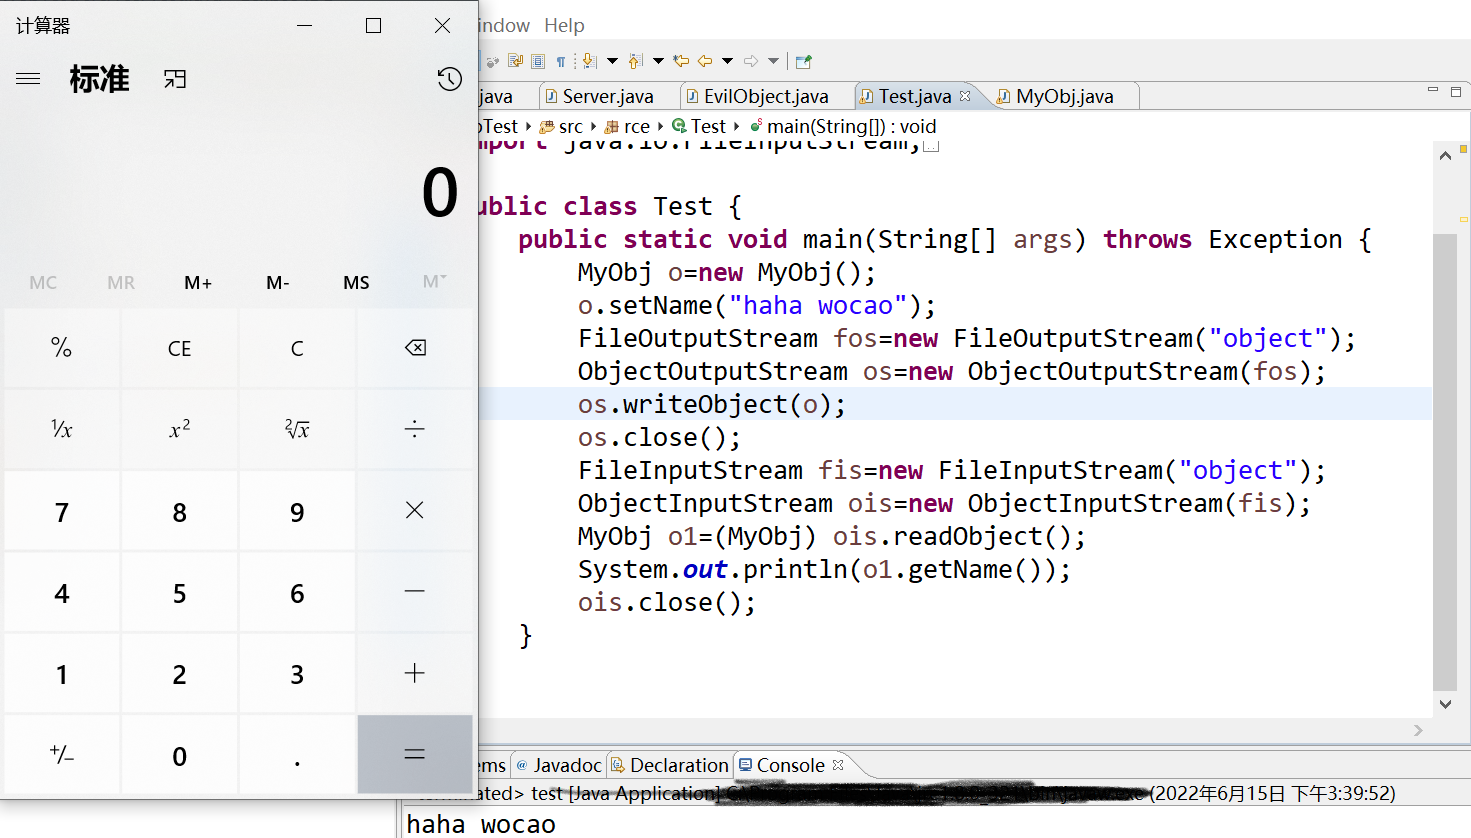 计算器
标准
0
MC MR M+ M- MS M
% CE C
¹/x x² ²√x ÷
7 8 9 ×
4 5 6 −
1 2 3 +
+/− 0 . =
indow Help
java Server.java EvilObject.java Test.java MyObj.java
Test src rce Test main(String[]) : void
import java.io.FileInputStream;
ublic class Test {
public static void main(String[] args) throws Exception {
MyObj o=new MyObj();
o.setName("haha wocao");
FileOutputStream fos=new FileOutputStream("object");
ObjectOutputStream os=new ObjectOutputStream(fos);
os.writeObject(o);
os.close();
FileInputStream fis=new FileInputStream("object");
ObjectInputStream ois=new ObjectInputStream(fis);
MyObj o1=(MyObj) ois.readObject();
System.out.println(o1.getName());
ois.close();
}
ems @ Javadoc Declaration Console
test [Java Application] (2022年6月15日 下午3:39:52)
haha wocao